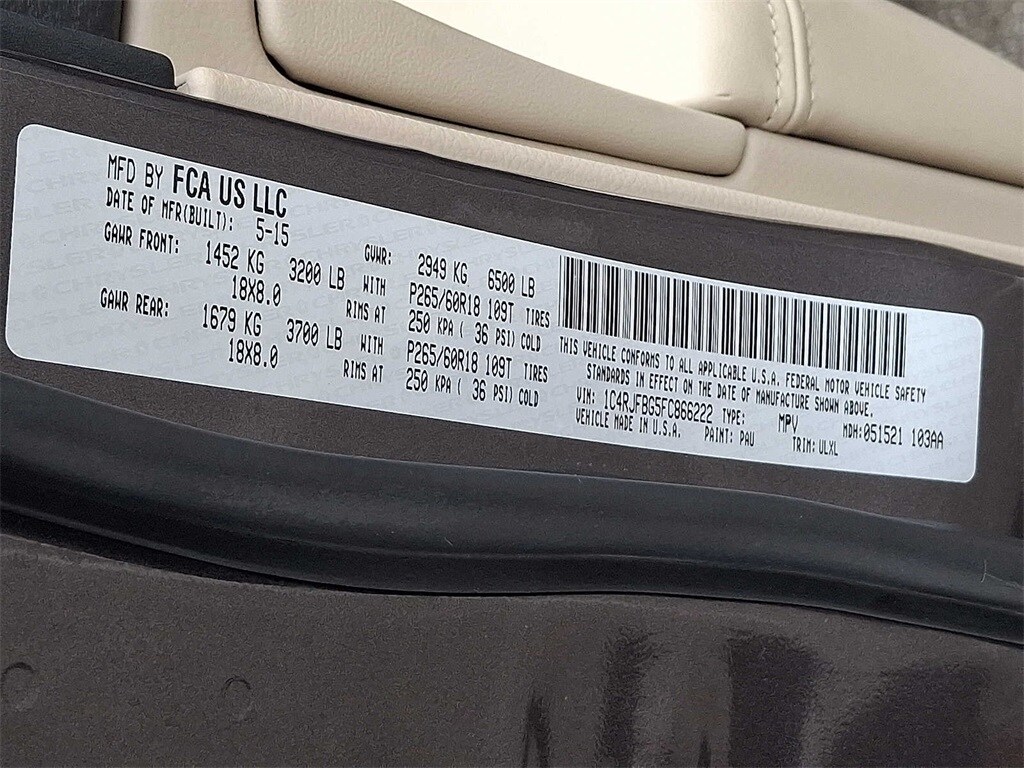 MFD BY FCA US LLC
DATE OF MFR(BUILT): 5-15
GVWR: 2949 KG 6500 LB
GAWR FRONT: 1452 KG 3200 LB WITH P265/60R18 109T TIRES
18X8.0 RIMS AT 250 KPA ( 36 PSI) COLD
GAWR REAR: 1679 KG 3700 LB WITH P265/60R18 109T TIRES
18X8.0 RIMS AT 250 KPA ( 36 PSI) COLD
THIS VEHICLE CONFORMS TO ALL APPLICABLE U.S.A. FEDERAL MOTOR VEHICLE SAFETY
STANDARDS IN EFFECT ON THE DATE OF MANUFACTURE SHOWN ABOVE.
VIN: 1C4RJFBG5FC866222 TYPE: MPV MDH:051521 103AA
VEHICLE MADE IN U.S.A. PAINT: PAU TRIM: ULXL